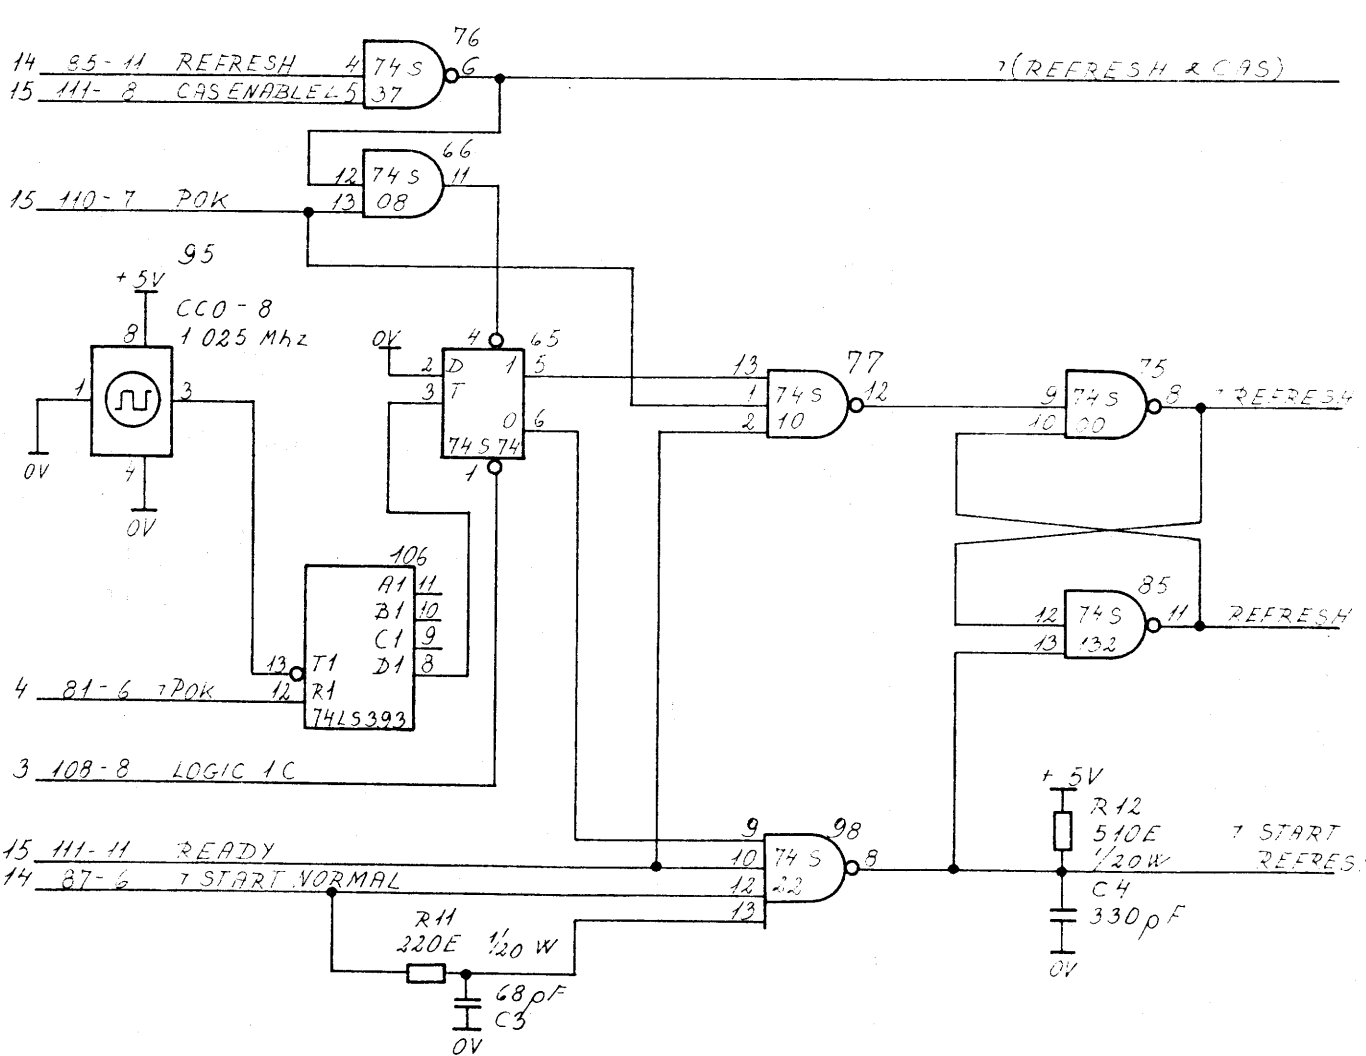 76
14 85-11 REFRESH 4 74S 6 ¬(REFRESH & CAS)
15 111-8 CAS ENABLE L 5 37
66
12 74S 11
15 110-7 POK 13 08
95
+5V
CCO-8
8 1 025 Mhz
0V 4 65
2 D 1 5 13 77 75
1 3 3 T 1 74S 12 9 74S 8 ¬REFRESH
0 6 2 10 10 00
74S74
0V 4 1
0V
106
A1 11
B1 10 85
C1 9 12 74S 11 REFRESH
13 T1 D1 8 13 132
4 81-6 ¬POK 12 R1
74LS393
3 108-8 LOGIC 1C
+5V
R12
9 98 510E ¬START
15 111-11 READY 10 74S 8 1/20W REFRES
14 87-6 ¬START NORMAL 12 22 C4
R11 13 330pF
220E 1/20 W
0V
68pF
C3
0V